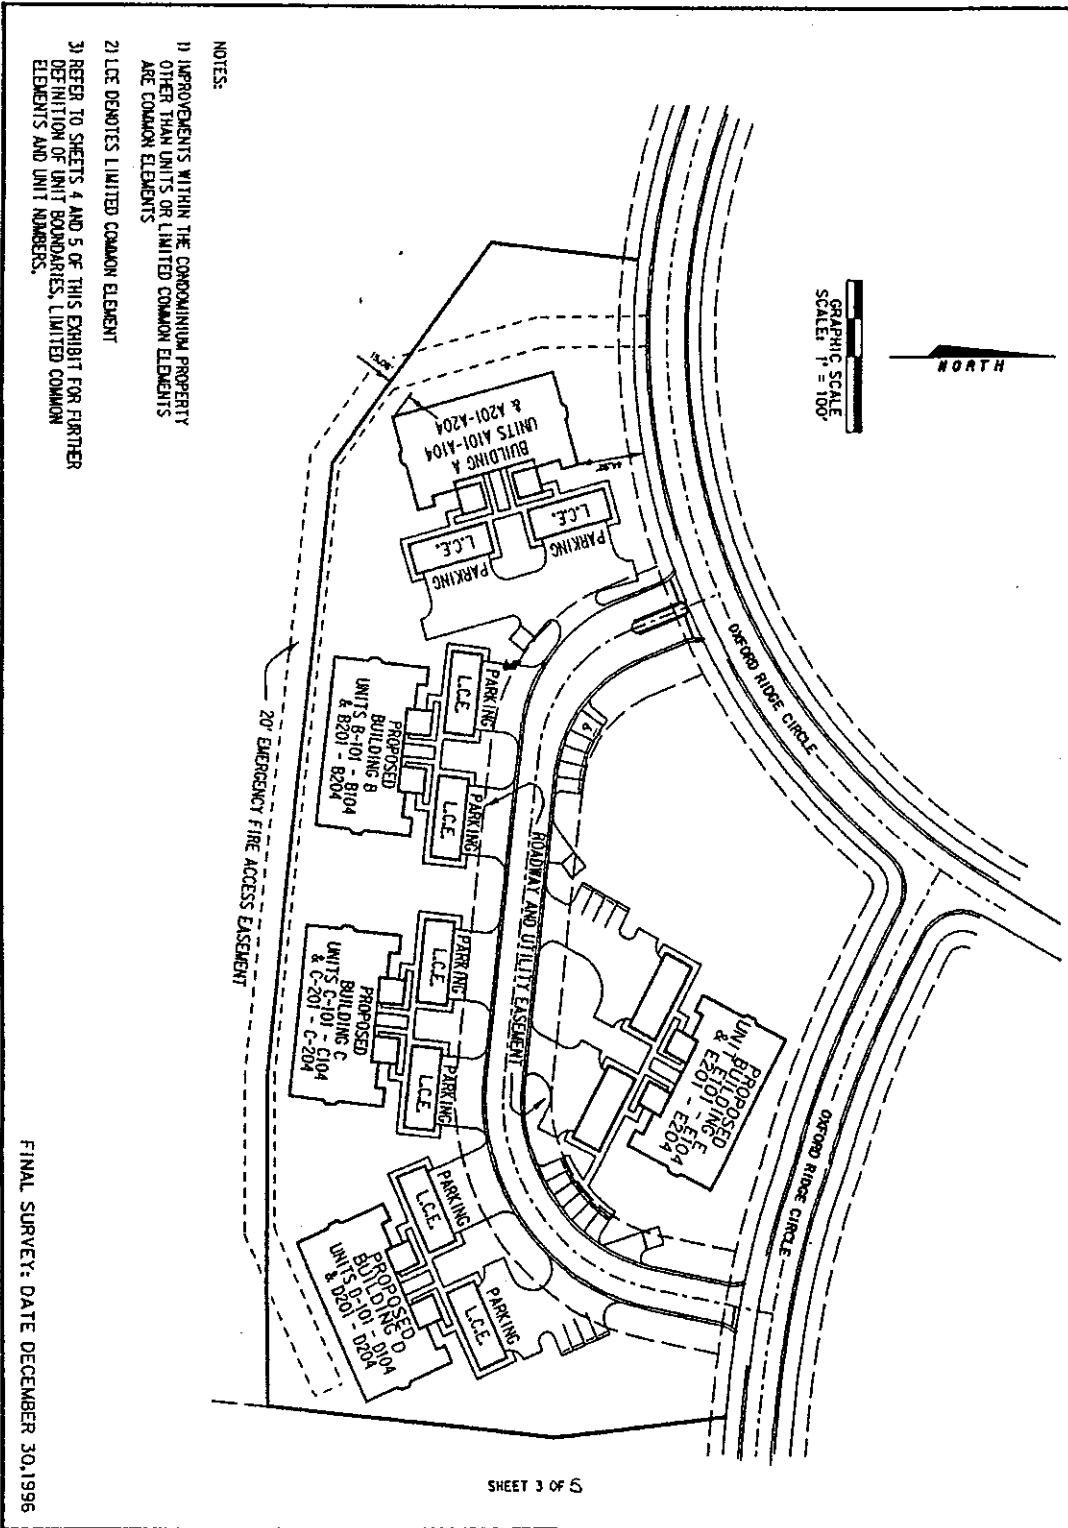 NOTES:
1) IMPROVEMENTS WITHIN THE CONDOMINIUM PROPERTY
OTHER THAN UNITS OR LIMITED COMMON ELEMENTS
ARE COMMON ELEMENTS
2) LCE DENOTES LIMITED COMMON ELEMENT
3) REFER TO SHEETS 4 AND 5 OF THIS EXHIBIT FOR FURTHER
DEFINITION OF UNIT BOUNDARIES, LIMITED COMMON
ELEMENTS AND UNIT NUMBERS.
GRAPHIC SCALE
SCALE: 1" = 100'
NORTH
BUILDING A
UNITS A101-A104
& A201-A204
L.C.E.
L.C.E.
PARKING
PARKING
OXFORD RIDGE CIRCLE
PARKING
L.C.E.
PROPOSED
BUILDING B
UNITS B-101 - B104
& B201 - B204
PARKING
L.C.E.
9
20' EMERGENCY FIRE ACCESS EASEMENT
ROADWAY AND UTILITY EASEMENT
PARKING
L.C.E.
PROPOSED
BUILDING C
UNITS C-101 - C104
& C-201 - C-204
PARKING
L.C.E.
PROPOSED
BUILDING E
UNIT E101 - E104
& E201 - E204
OXFORD RIDGE CIRCLE
PARKING
L.C.E.
PROPOSED
BUILDING D
UNITS D-101 - D104
& D201 - D204
PARKING
L.C.E.
SHEET 3 OF 5
FINAL SURVEY: DATE DECEMBER 30,1996